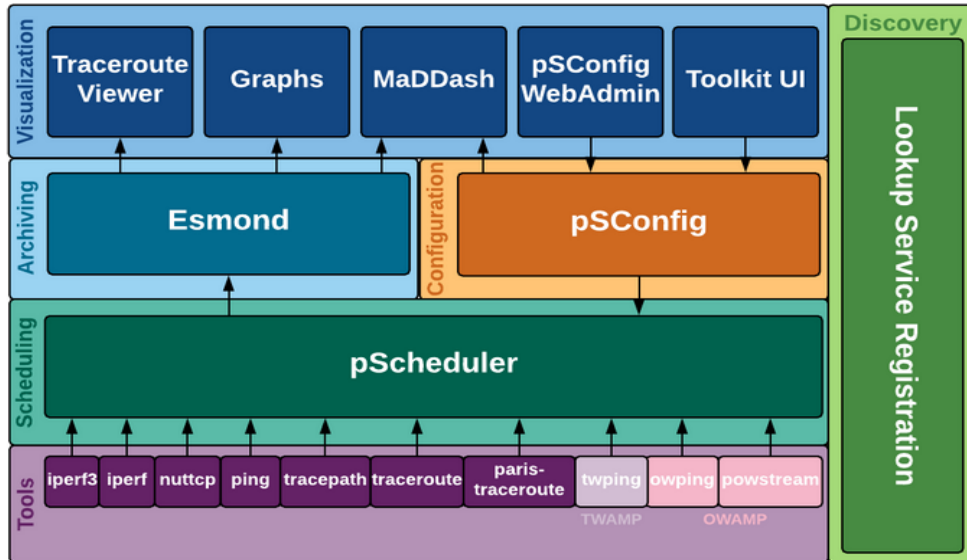 Visualization
Traceroute
Viewer
Graphs
MaDDash
pSConfig
WebAdmin
Toolkit UI
Discovery
Lookup Service Registration
Archiving
Esmond
Configuration
pSConfig
Scheduling
pScheduler
Tools
iperf3
iperf
nuttcp
ping
tracepath
traceroute
paris-
traceroute
twping
owping
powstream
TWAMP
OWAMP